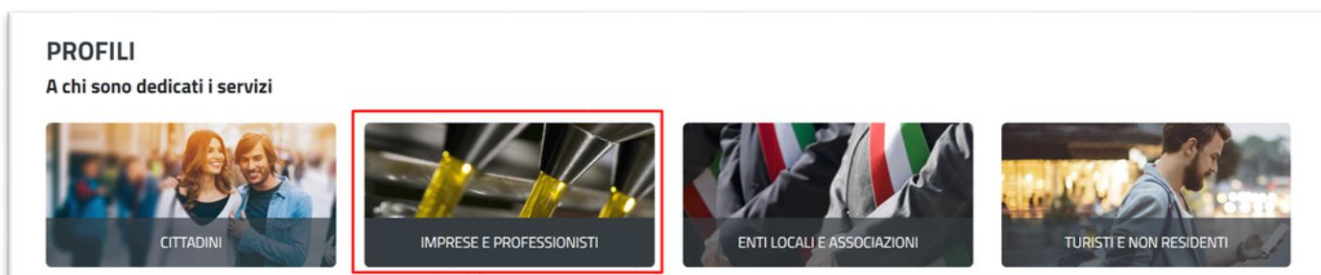 PROFILI
A chi sono dedicati i servizi
CITTADINI
IMPRESE E PROFESSIONISTI
ENTI LOCALI E ASSOCIAZIONI
TURISTI E NON RESIDENTI